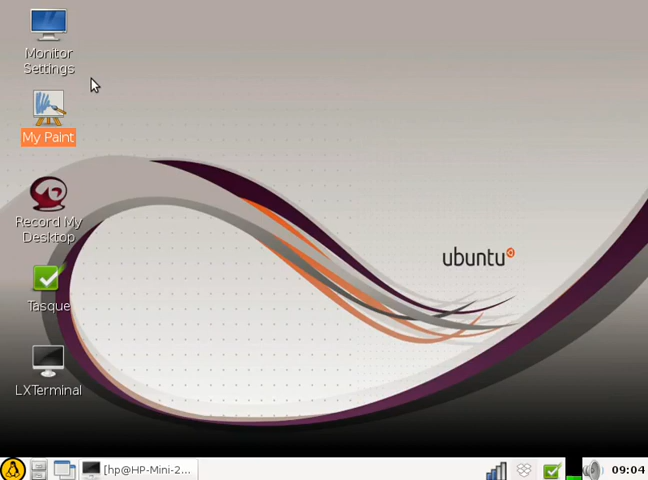 Monitor
Settings
My Paint
Record My
Desktop
Tasque
LXTerminal
ubuntu
[hp@HP-Mini-2...
09:04